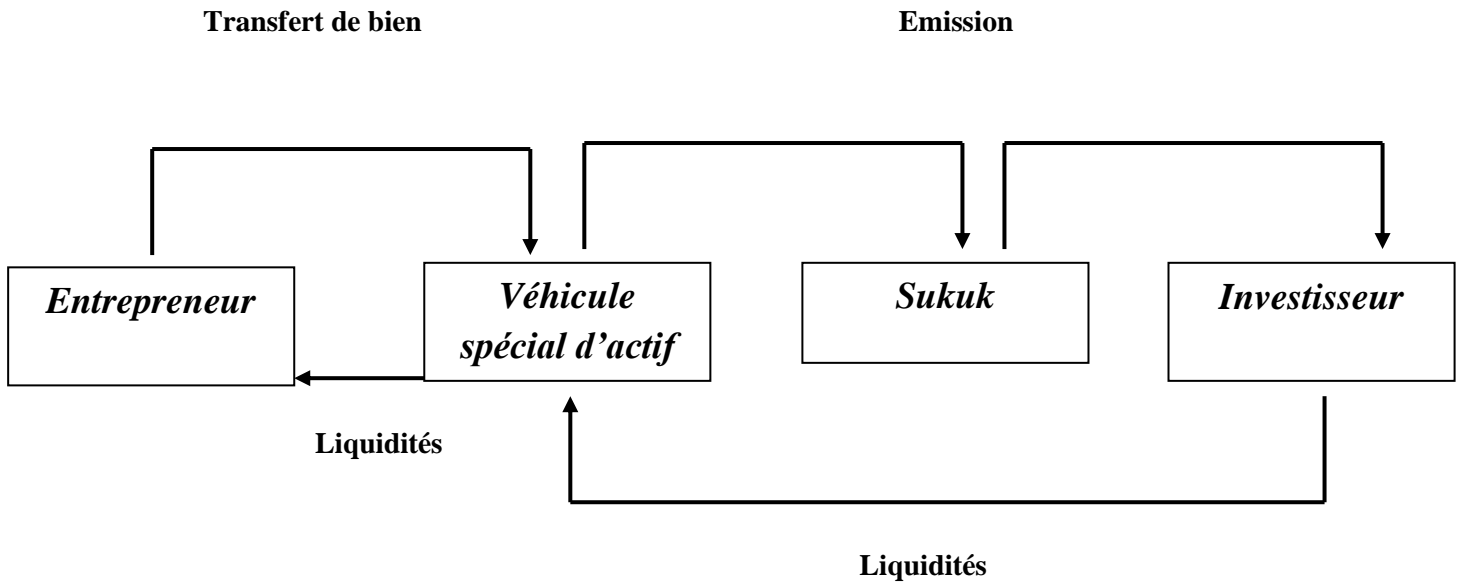 Transfert de bien
Emission
Entrepreneur
Véhicule
spécial d’actif
Sukuk
Investisseur
Liquidités
Liquidités